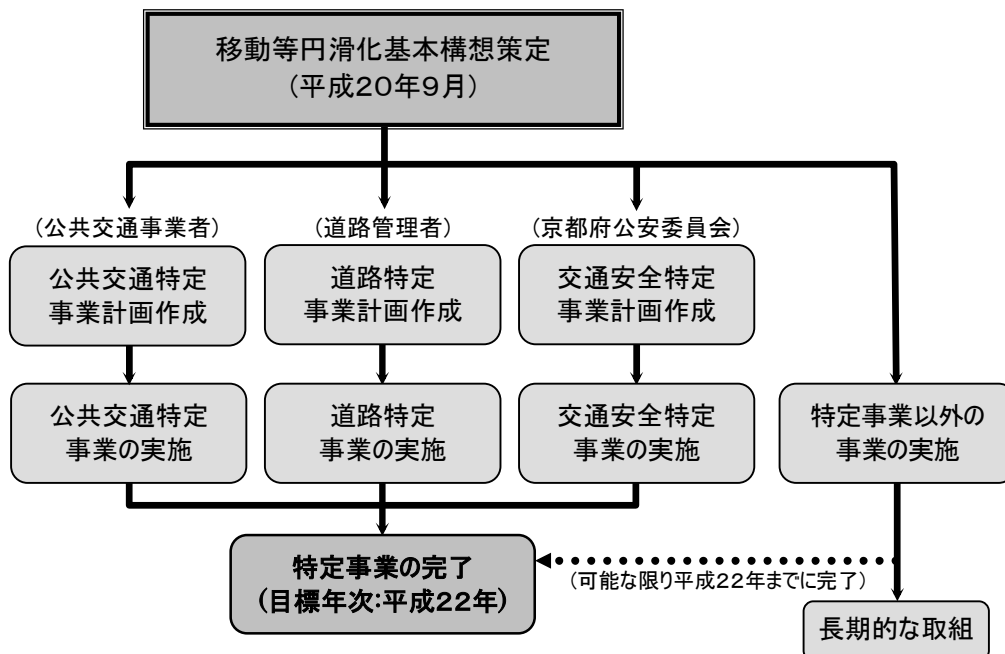 移動等円滑化基本構想策定
（平成２０年９月）
（公共交通事業者）
（道路管理者）
（京都府公安委員会）
公共交通特定
事業計画作成
道路特定
事業計画作成
交通安全特定
事業計画作成
公共交通特定
事業の実施
道路特定
事業の実施
交通安全特定
事業の実施
特定事業以外の
事業の実施
特定事業の完了
（目標年次：平成２２年）
（可能な限り平成２２年までに完了）
長期的な取組